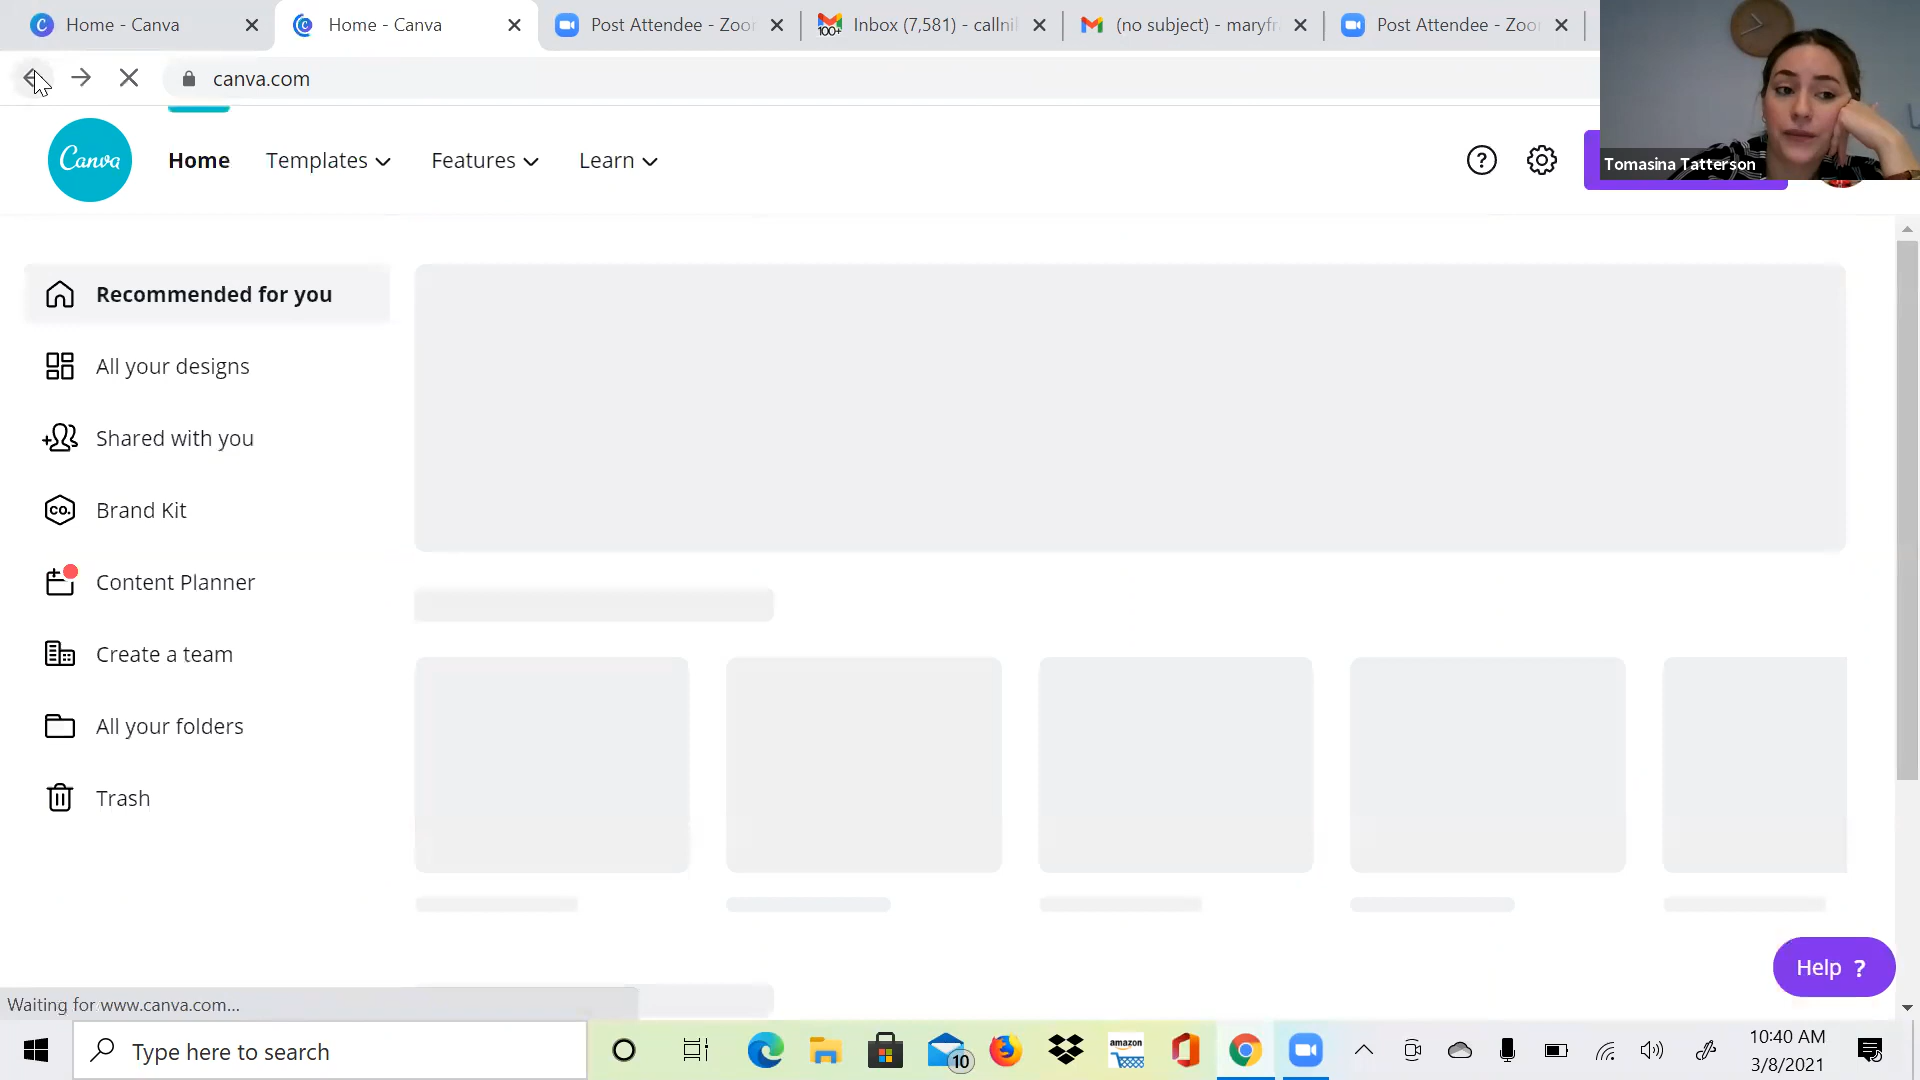 Home - Canva
Home - Canva
Post Attendee - Zoo
Inbox (7,581) - callni
(no subject) - maryfr
Post Attendee - Zoo
canva.com
Canva
Home
Templates
Features
Learn
Tomasina Tatterson
Recommended for you
All your designs
Shared with you
CO.
Brand Kit
Content Planner
Create a team
All your folders
Trash
Help ?
Waiting for www.canva.com...
Type here to search
10
amazon
10:40 AM
3/8/2021
100+